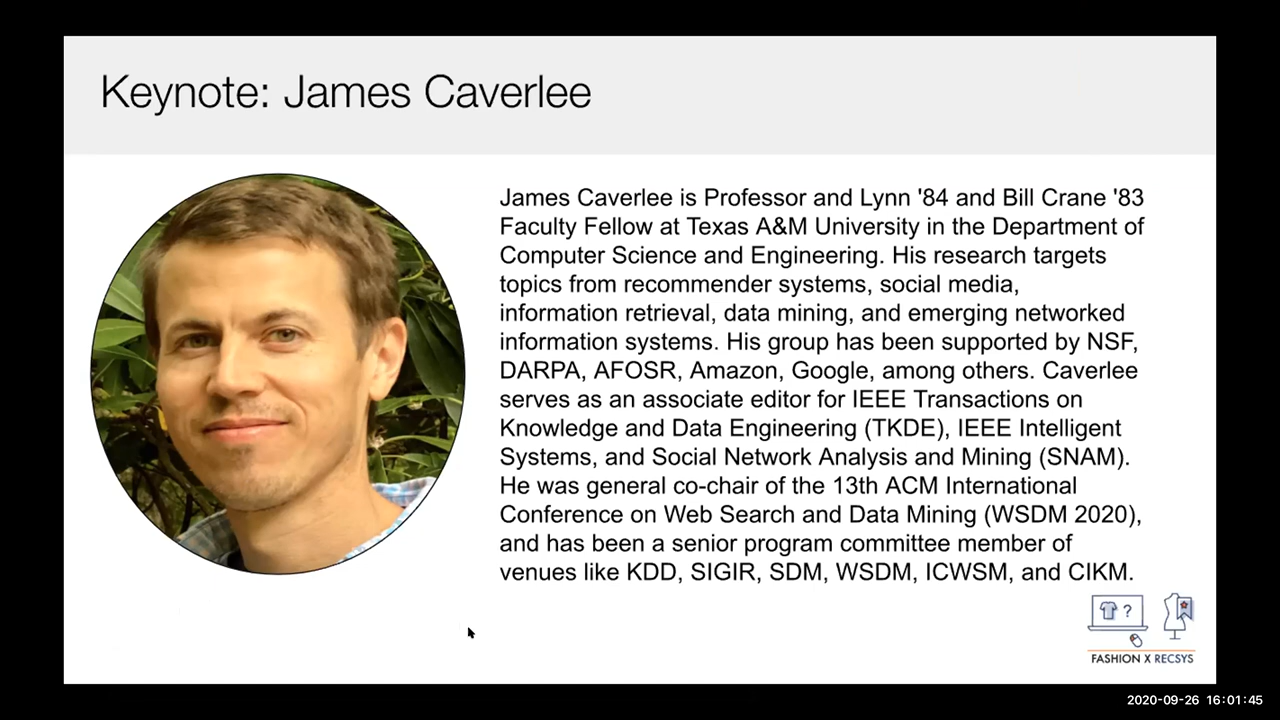 Keynote: James Caverlee
James Caverlee is Professor and Lynn '84 and Bill Crane '83
Faculty Fellow at Texas A&M University in the Department of
Computer Science and Engineering. His research targets
topics from recommender systems, social media,
information retrieval, data mining, and emerging networked
information systems. His group has been supported by NSF,
DARPA, AFOSR, Amazon, Google, among others. Caverlee
serves as an associate editor for IEEE Transactions on
Knowledge and Data Engineering (TKDE), IEEE Intelligent
Systems, and Social Network Analysis and Mining (SNAM).
He was general co-chair of the 13th ACM International
Conference on Web Search and Data Mining (WSDM 2020),
and has been a senior program committee member of
venues like KDD, SIGIR, SDM, WSDM, ICWSM, and CIKM.
?
FASHION X RECSYS
2020-09-26 16:01:45